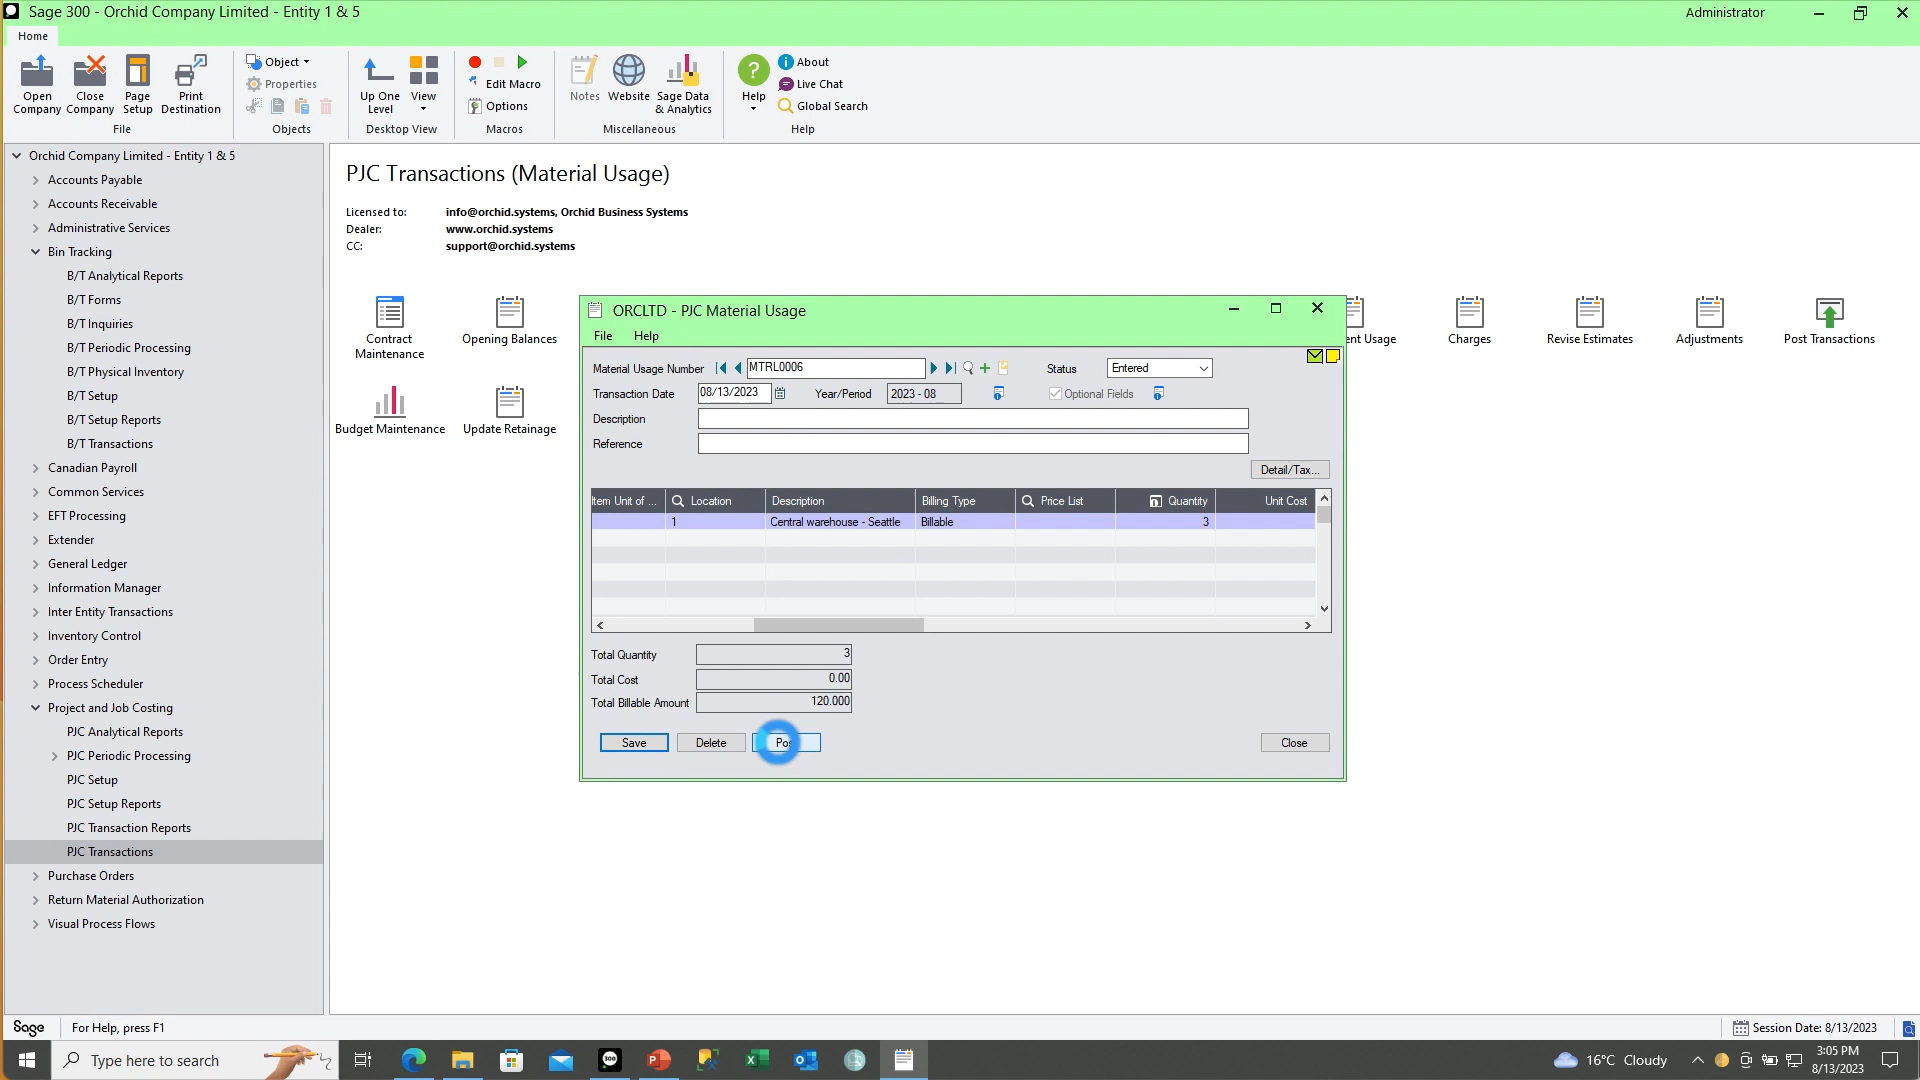 Sage 300 - Orchid Company Limited - Entity 1 & 5
Administrator
Home
Open Company
Close Company
Page Setup
Print Destination
File
Object
Properties
Objects
Up One Level
View
Desktop View
Edit Macro
Options
Macros
Notes
Website
Sage Data & Analytics
Miscellaneous
Help
About
Live Chat
Global Search
Help
Orchid Company Limited - Entity 1 & 5
Accounts Payable
Accounts Receivable
Administrative Services
Bin Tracking
B/T Analytical Reports
B/T Forms
B/T Inquiries
B/T Periodic Processing
B/T Physical Inventory
B/T Setup
B/T Setup Reports
B/T Transactions
Canadian Payroll
Common Services
EFT Processing
Extender
General Ledger
Information Manager
Inter Entity Transactions
Inventory Control
Order Entry
Process Scheduler
Project and Job Costing
PJC Analytical Reports
PJC Periodic Processing
PJC Setup
PJC Setup Reports
PJC Transaction Reports
PJC Transactions
Purchase Orders
Return Material Authorization
Visual Process Flows
PJC Transactions (Material Usage)
Licensed to: info@orchid.systems, Orchid Business Systems
Dealer: www.orchid.systems
CC: support@orchid.systems
Contract Maintenance
Opening Balances
ent Usage
Charges
Revise Estimates
Adjustments
Post Transactions
Budget Maintenance
Update Retainage
ORCLTD - PJC Material Usage
File Help
Material Usage Number MTRL0006 Status Entered
Transaction Date 08/13/2023 Year/Period 2023 - 08 Optional Fields
Description
Reference
Detail/Tax...
Item Unit of ... Location Description Billing Type Price List Quantity Unit Cost
1 Central warehouse - Seattle Billable 3
Total Quantity 3
Total Cost 0.00
Total Billable Amount 120.000
Save Delete Pos Close
Sage For Help, press F1 Session Date: 8/13/2023
Type here to search
300
16°C Cloudy
3:05 PM
8/13/2023